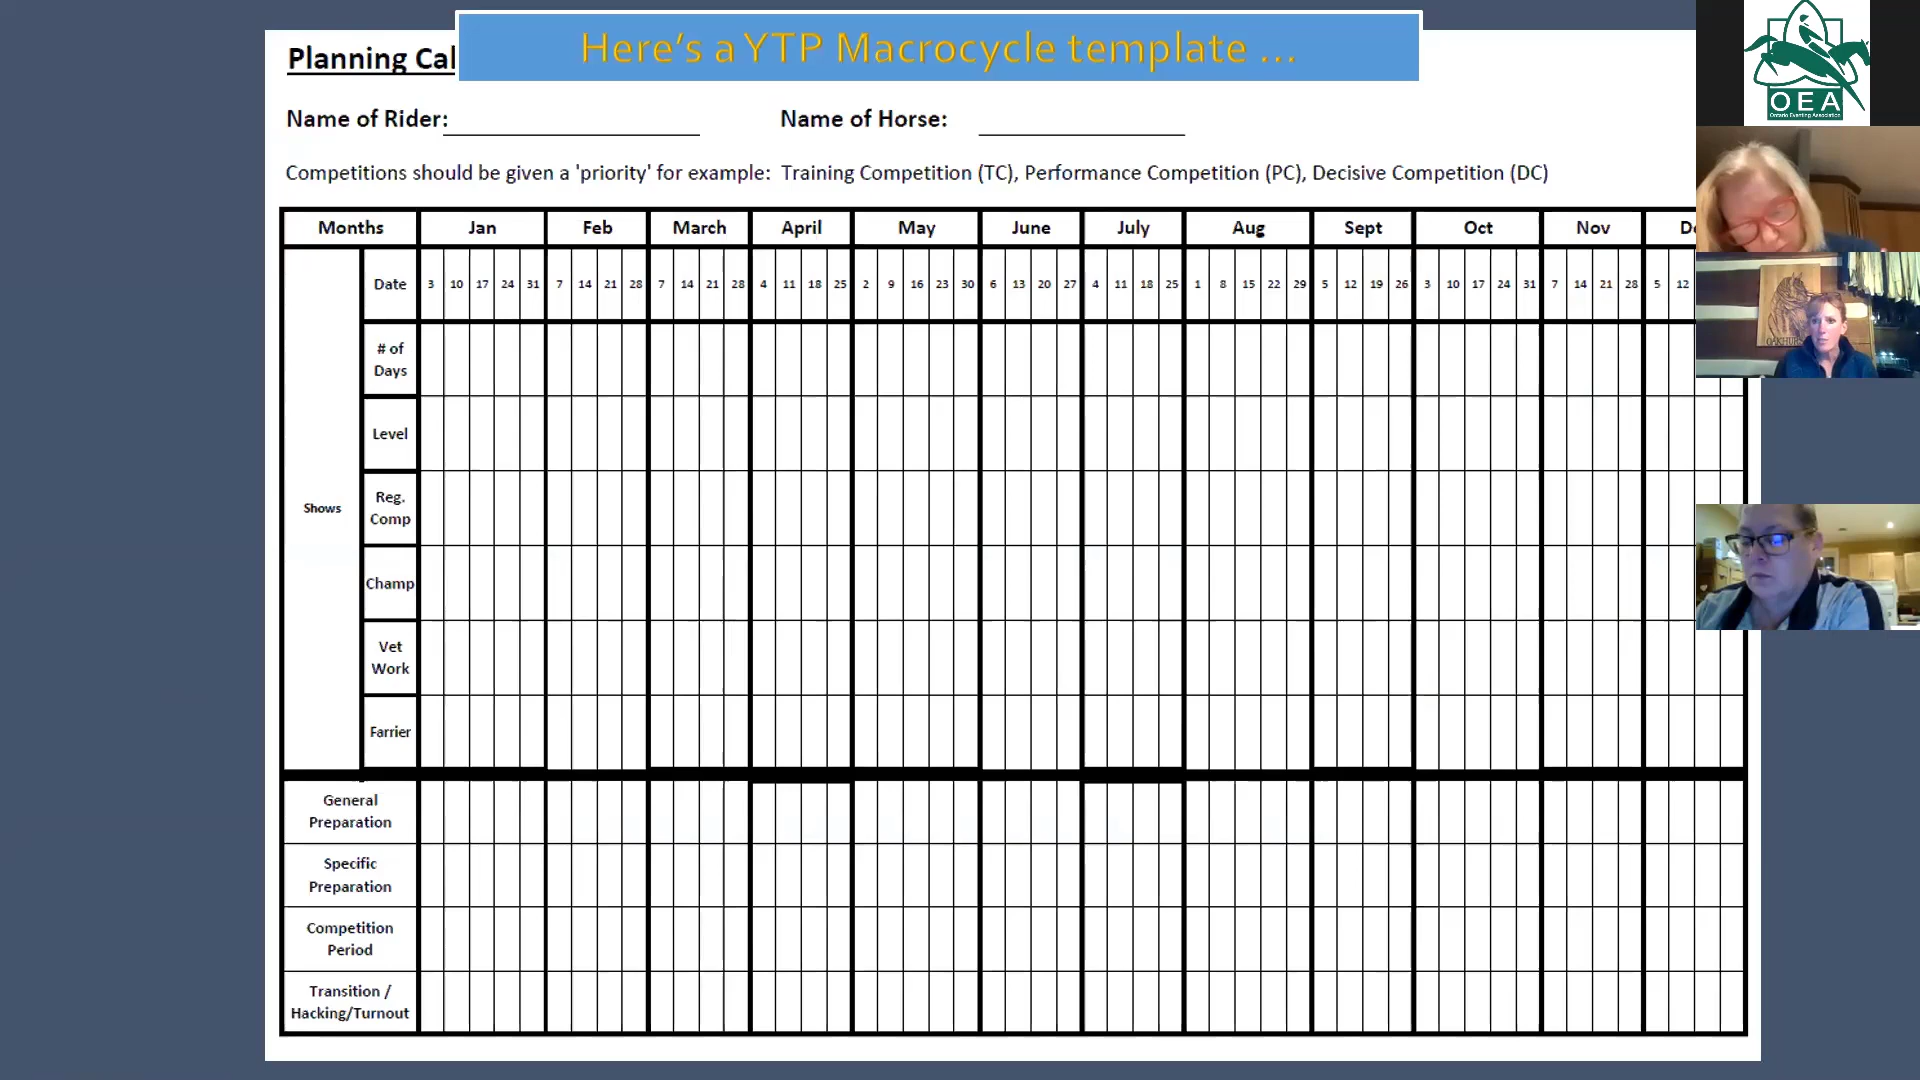 Here's a YTP Macrocycle template ...
Planning Cal
Name of Rider:
Name of Horse:
Competitions should be given a 'priority' for example: Training Competition (TC), Performance Competition (PC), Decisive Competition (DC)
Months Jan Feb March April May June July Aug Sept Oct Nov D
Date 3 10 17 24 31 7 14 21 28 7 14 21 28 4 11 18 25 2 9 16 23 30 6 13 20 27 4 11 18 25 1 8 15 22 29 5 12 19 26 3 10 17 24 31 7 14 21 28 5 12
# of
Days
Level
Reg.
Comp
Shows
Champ
Vet
Work
Farrier
General
Preparation
Specific
Preparation
Competition
Period
Transition /
Hacking/Turnout
OEA
Ontario Eventing Association